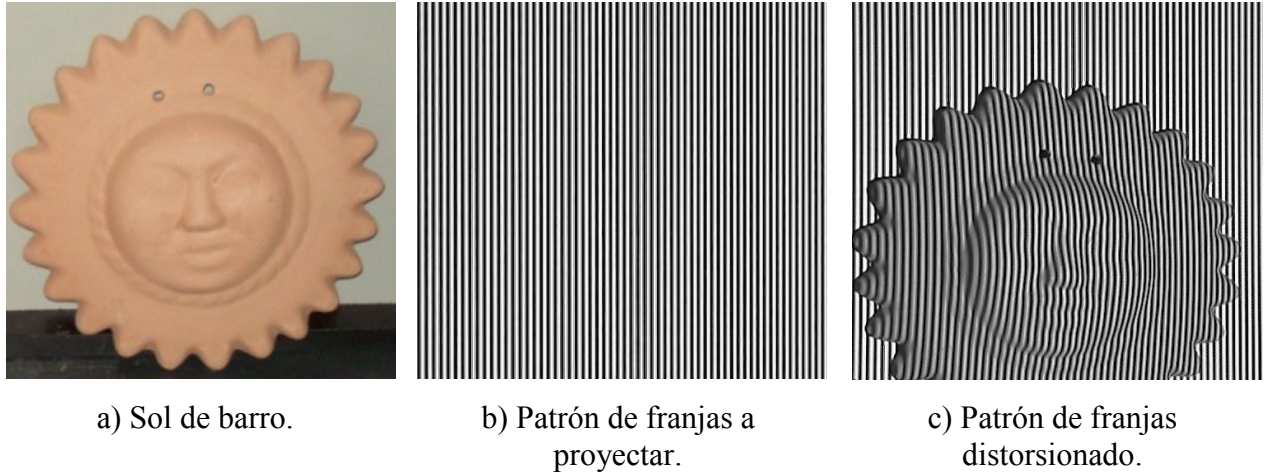 a) Sol de barro.
b) Patrón de franjas a
proyectar.
c) Patrón de franjas
distorsionado.